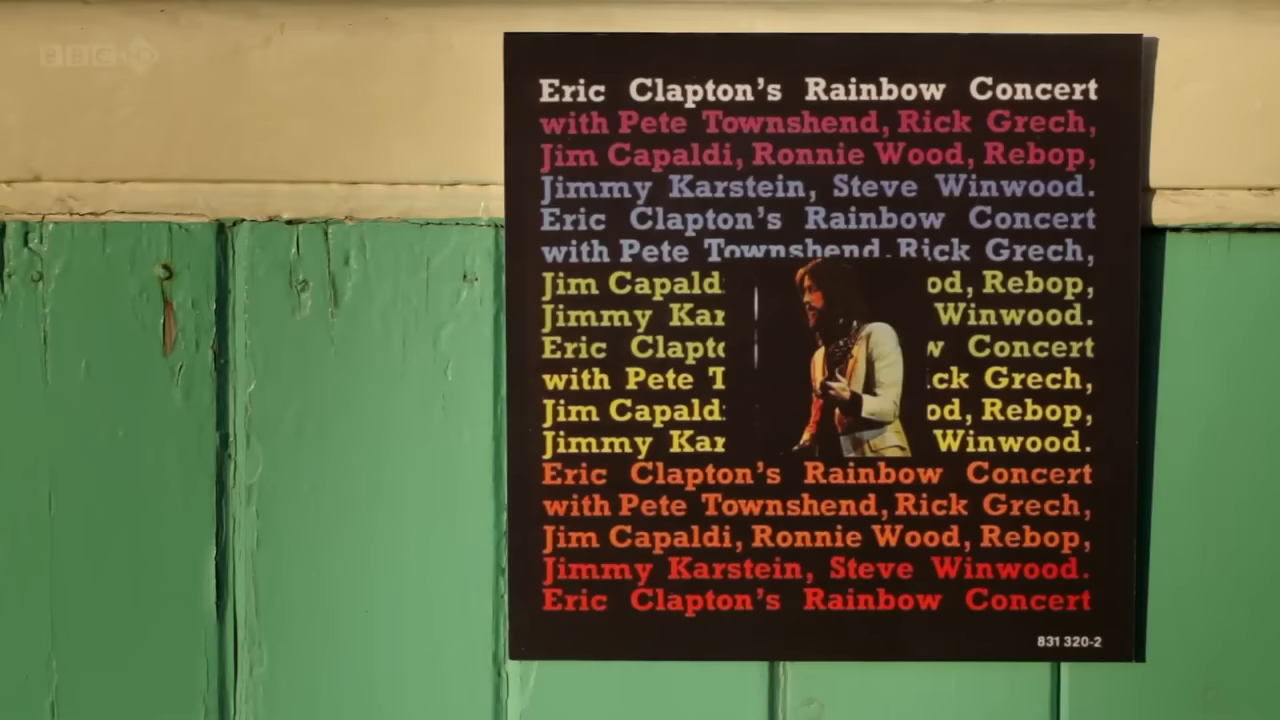 BBC
Eric Clapton's Rainbow Concert
with Pete Townshend, Rick Grech,
Jim Capaldi, Ronnie Wood, Rebop,
Jimmy Karstein, Steve Winwood.
Eric Clapton's Rainbow Concert
with Pete Townshend, Rick Grech,
Jim Capald od, Rebop,
Jimmy Kar Winwood.
Eric Clapt w Concert
with Pete T ck Grech,
Jim Capald od, Rebop,
Jimmy Kar Winwood.
Eric Clapton's Rainbow Concert
with Pete Townshend, Rick Grech,
Jim Capaldi, Ronnie Wood, Rebop,
Jimmy Karstein, Steve Winwood.
Eric Clapton's Rainbow Concert
831 320-2